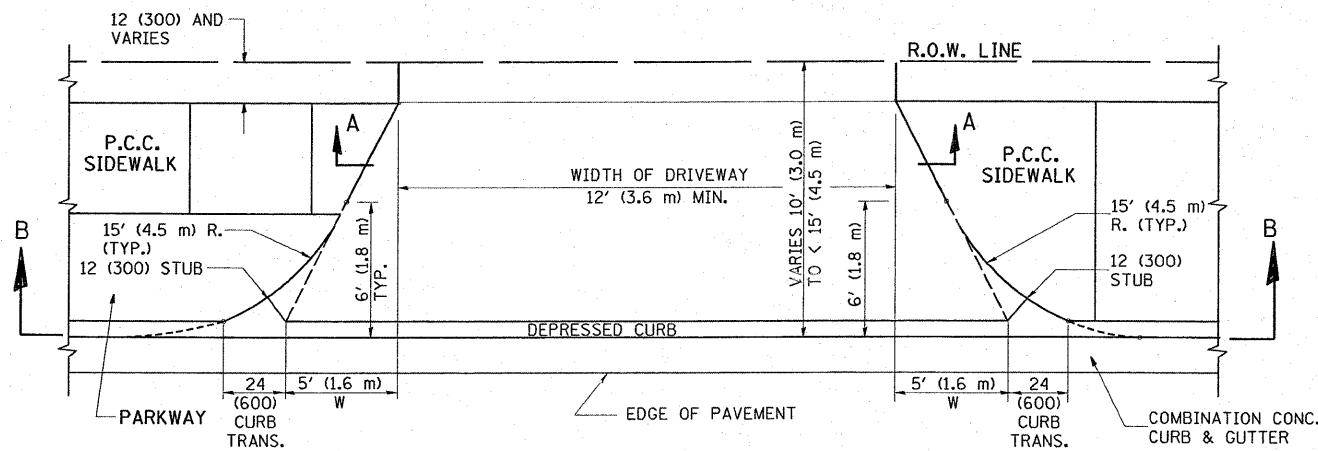 12 (300) AND
VARIES
R.O.W. LINE
A
A
P.C.C.
SIDEWALK
P.C.C.
SIDEWALK
WIDTH OF DRIVEWAY
12' (3.6 m) MIN.
VARIES 10' (3.0 m)
TO < 15' (4.5 m)
B
B
15' (4.5 m) R.
(TYP.)
12 (300) STUB
6' (1.8 m)
TYP.
6' (1.8 m)
15' (4.5 m)
R. (TYP.)
12 (300)
STUB
DEPRESSED CURB
24
(600)
CURB
TRANS.
5' (1.6 m)
W
5' (1.6 m)
W
24
(600)
CURB
TRANS.
PARKWAY
EDGE OF PAVEMENT
COMBINATION CONC.
CURB & GUTTER